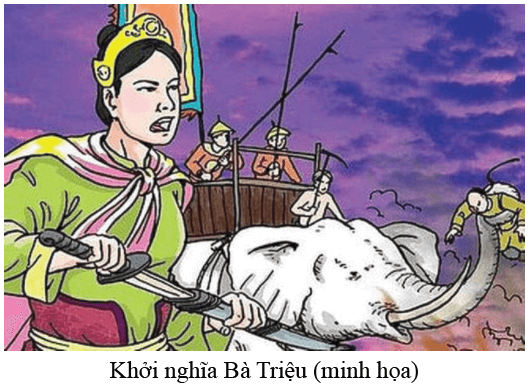 Khởi nghĩa Bà Triệu (minh họa)